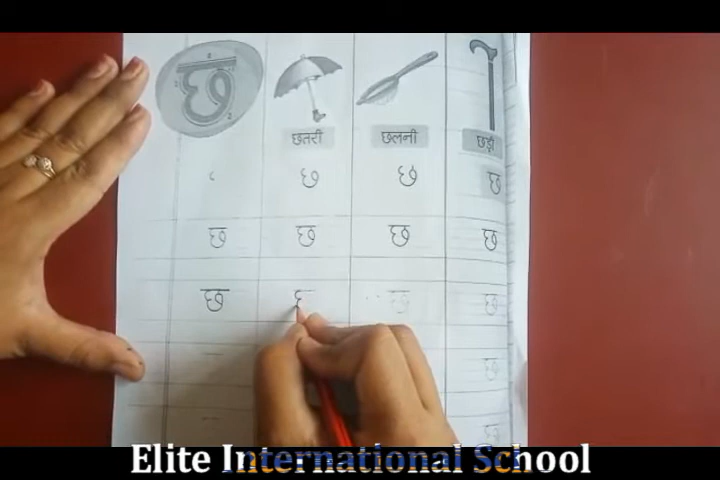 छ
छतरी छलनी छड़ी
छ छ छ
छ छ छ छ
छ छ छ
छ
छ
Elite International School